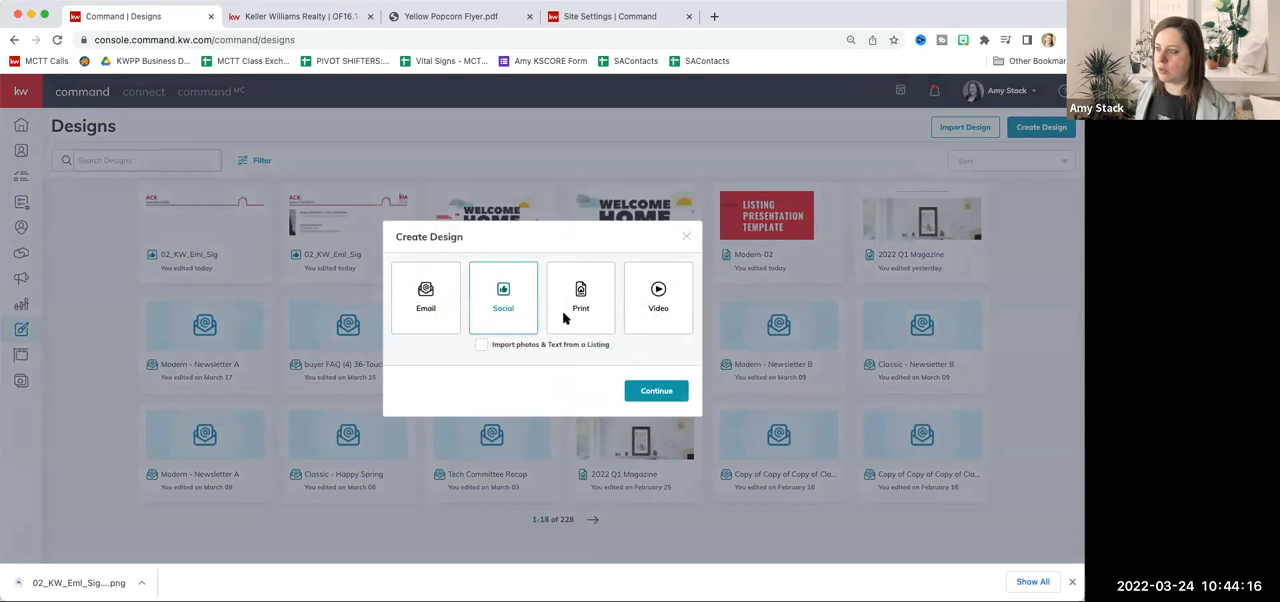 Command | Designs
Keller Williams Realty | OF16.1
Yellow Popcorn Flyer.pdf
Site Settings | Command
console.command.kw.com/command/designs
MCTT Calls
KWPP Business D...
MCTT Class Exch...
PIVOT SHIFTERS:...
Vital Signs - MCT...
Amy KSCORE Form
SAContacts
SAContacts
Other Bookmar
Amy Stack
kw
command
connect
command MC
Amy Stack
Designs
Import Design
Create Design
Search Designs
Filter
Sort
ACK
ACK
kw
WELCOME
HOME
WELCOME
HOME
LISTING
PRESENTATION
TEMPLATE
02_KW_Eml_Sig
You edited today
02_KW_Eml_Sig
You edited today
Modern-02
You edited today
2022 Q1 Magazine
You edited yesterday
Create Design
Email
Social
Print
Video
Import photos & Text from a Listing
Continue
Modern - Newsletter A
You edited on March 17
buyer FAQ (4) 36-Touc
You edited on March 15
Modern - Newsletter B
You edited on March 09
Classic - Newsletter B
You edited on March 09
Modern - Newsletter A
You edited on March 09
Classic - Happy Spring
You edited on March 08
Tech Committee Recap
You edited on March 03
2022 Q1 Magazine
You edited on February 25
Copy of Copy of Copy of Cla...
You edited on February 18
Copy of Copy of Copy of Cla...
You edited on February 18
1-18 of 228
02_KW_Eml_Sig....png
Show All
2022-03-24 10:44:16